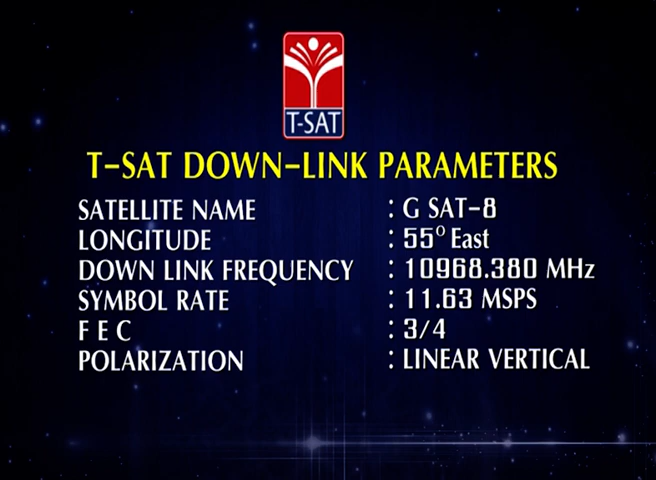 T-SAT
T-SAT DOWN-LINK PARAMETERS
SATELLITE NAME : G SAT-8
LONGITUDE : 55° East
DOWN LINK FREQUENCY : 10968.380 MHz
SYMBOL RATE : 11.63 MSPS
F E C : 3/4
POLARIZATION : LINEAR VERTICAL